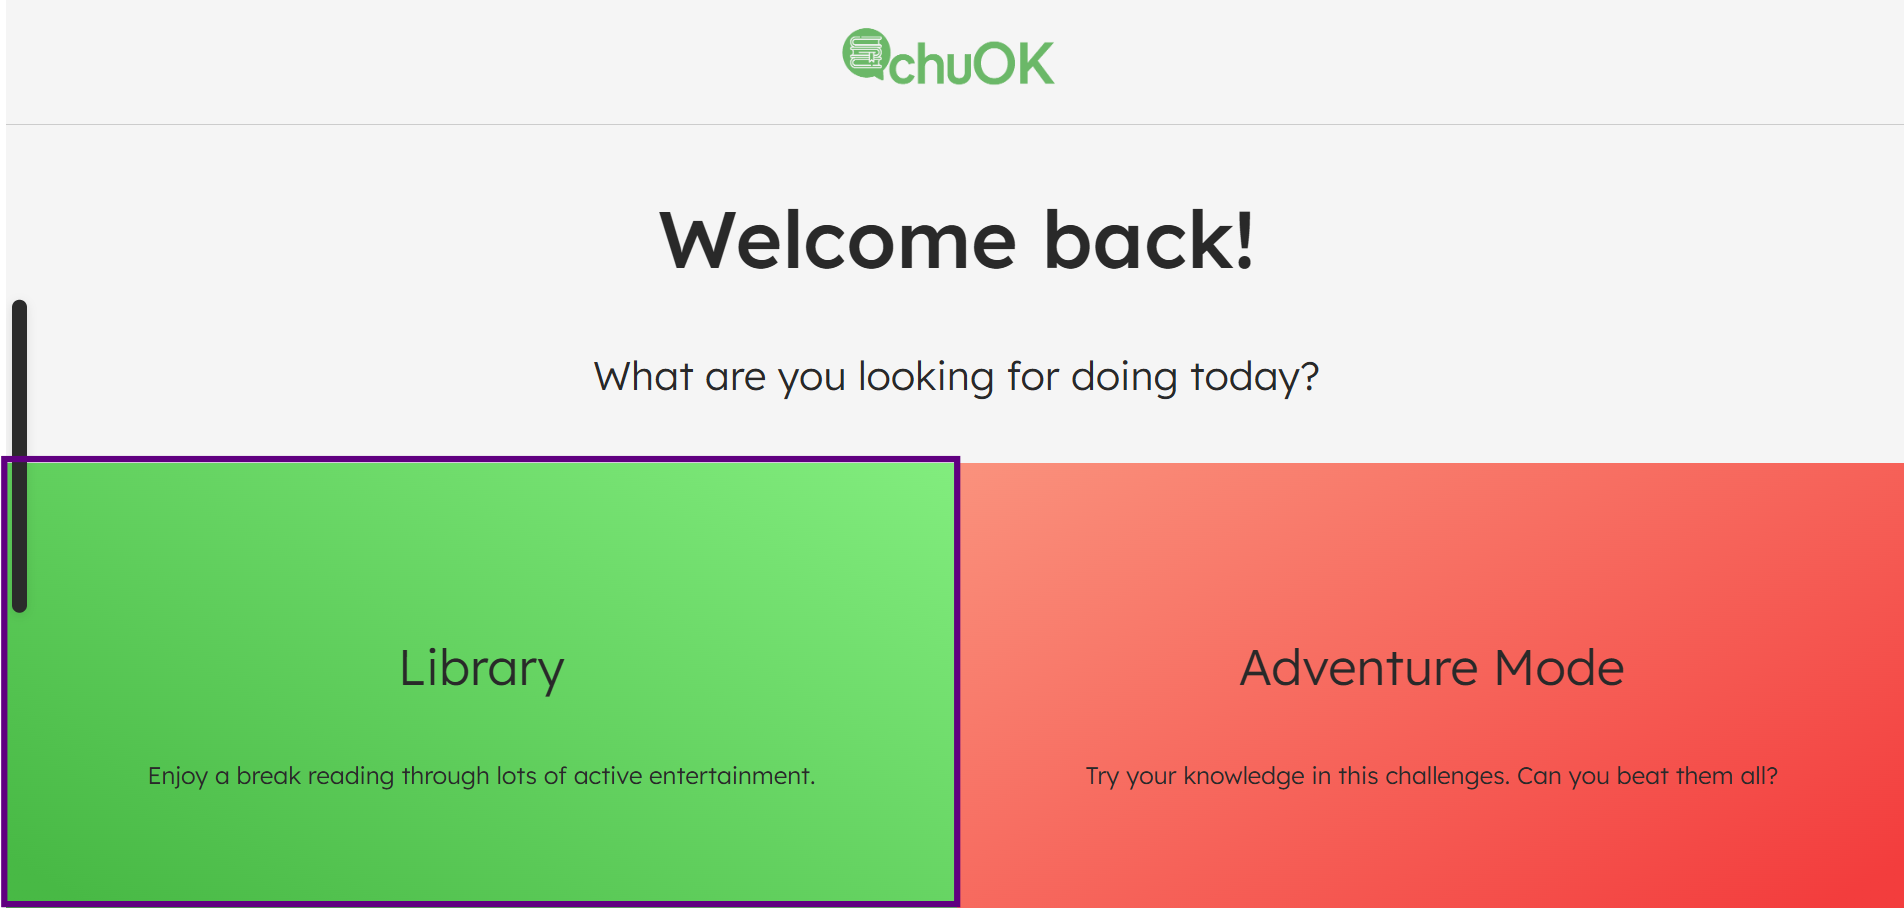 chuOK
Welcome back!
What are you looking for doing today?
Library
Enjoy a break reading through lots of active entertainment.
Adventure Mode
Try your knowledge in this challenges. Can you beat them all?